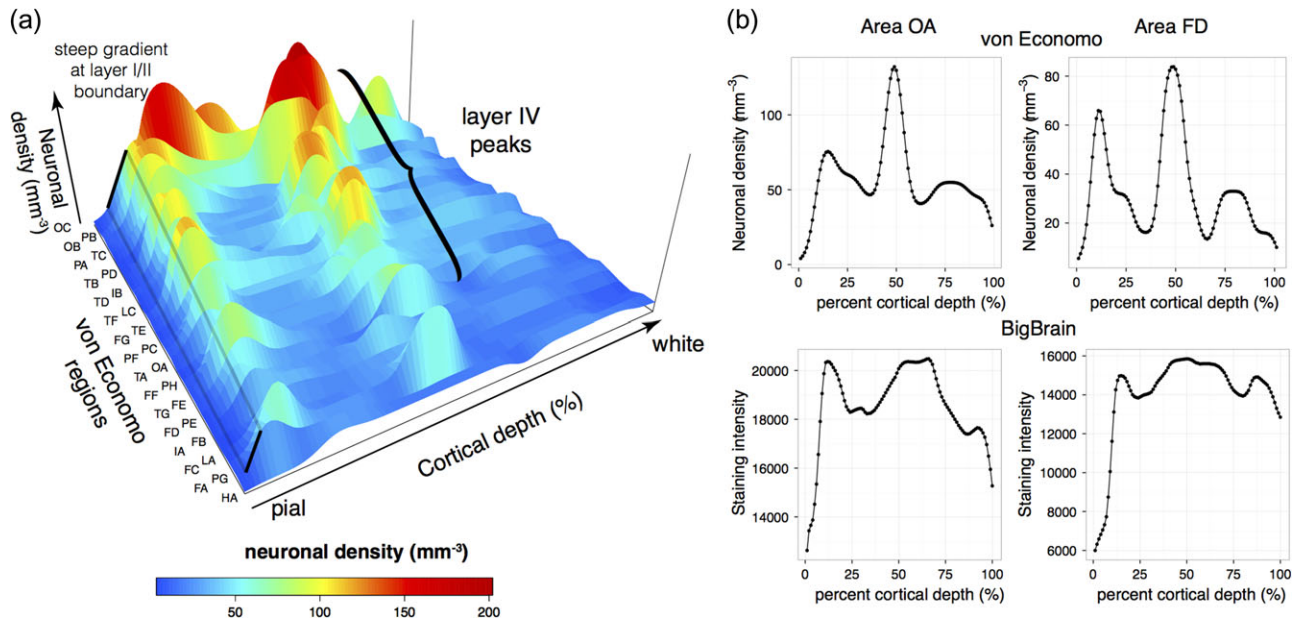 (a)
steep gradient
at layer I/II
boundary
Neuronal
density (mm⁻³)
layer IV
peaks
OC
PB
OB
TC
PA
PD
TB
IB
TD
LC
TF
TE
FG
PC
PF
OA
TA
PH
FF
FE
TG
PE
FD
FB
IA
LA
FC
PG
FA
HA
von Economo
regions
pial
Cortical depth (%)
white
neuronal density (mm⁻³)
50 100 150 200
(b)
Area OA
von Economo
Area FD
Neuronal density (mm⁻³)
100
50
0
0 25 50 75 100
percent cortical depth (%)
Neuronal density (mm⁻³)
80
60
40
20
0 25 50 75 100
percent cortical depth (%)
BigBrain
Staining intensity
20000
18000
16000
14000
0 25 50 75 100
percent cortical depth (%)
Staining intensity
16000
14000
12000
10000
8000
6000
0 25 50 75 100
percent cortical depth (%)